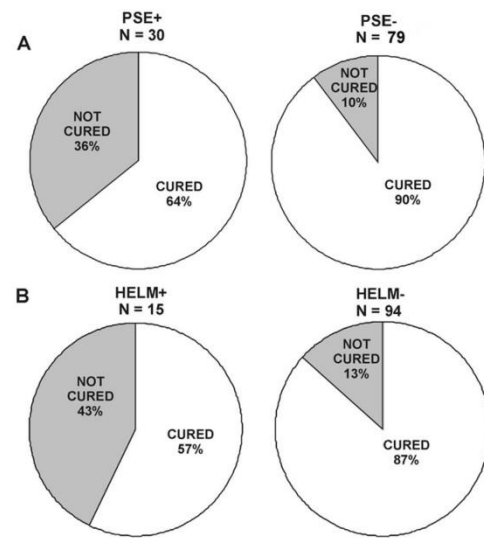 A
PSE+
N = 30
NOT
CURED
36%
CURED
64%
PSE-
N = 79
NOT
CURED
10%
CURED
90%
B
HELM+
N = 15
NOT
CURED
43%
CURED
57%
HELM-
N = 94
NOT
CURED
13%
CURED
87%